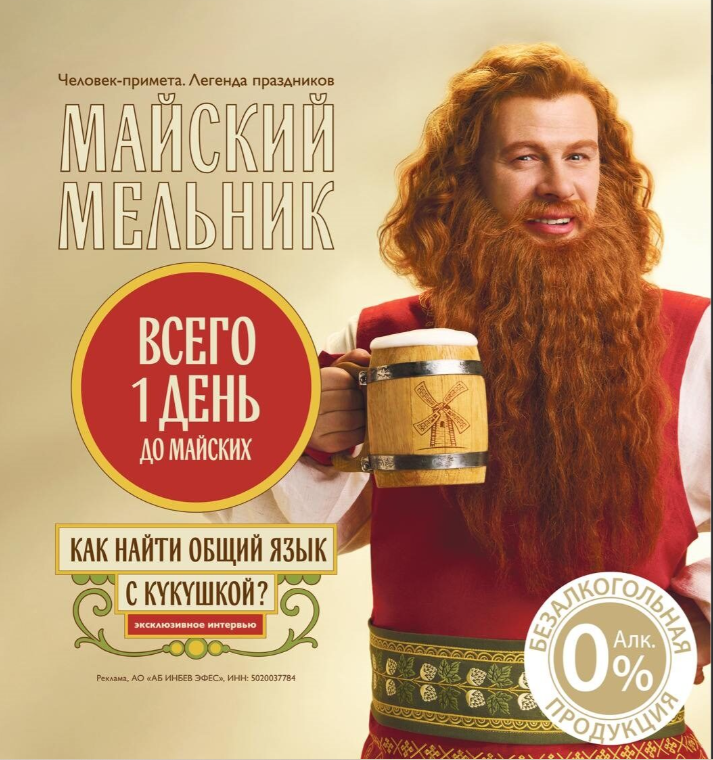 Человек-примета. Легенда праздников
МАЙСКИЙ
МЕЛЬНИК
ВСЕГО
1 ДЕНЬ
ДО МАЙСКИХ
КАК НАЙТИ ОБЩИЙ ЯЗЫК
С КУКУШКОЙ?
эксклюзивное интервью
Реклама, АО «АБ ИНБЕВ ЭФЕС», ИНН: 5020037784
БЕЗАЛКОГОЛЬНАЯ
0% Алк.
ПРОДУКЦИЯ